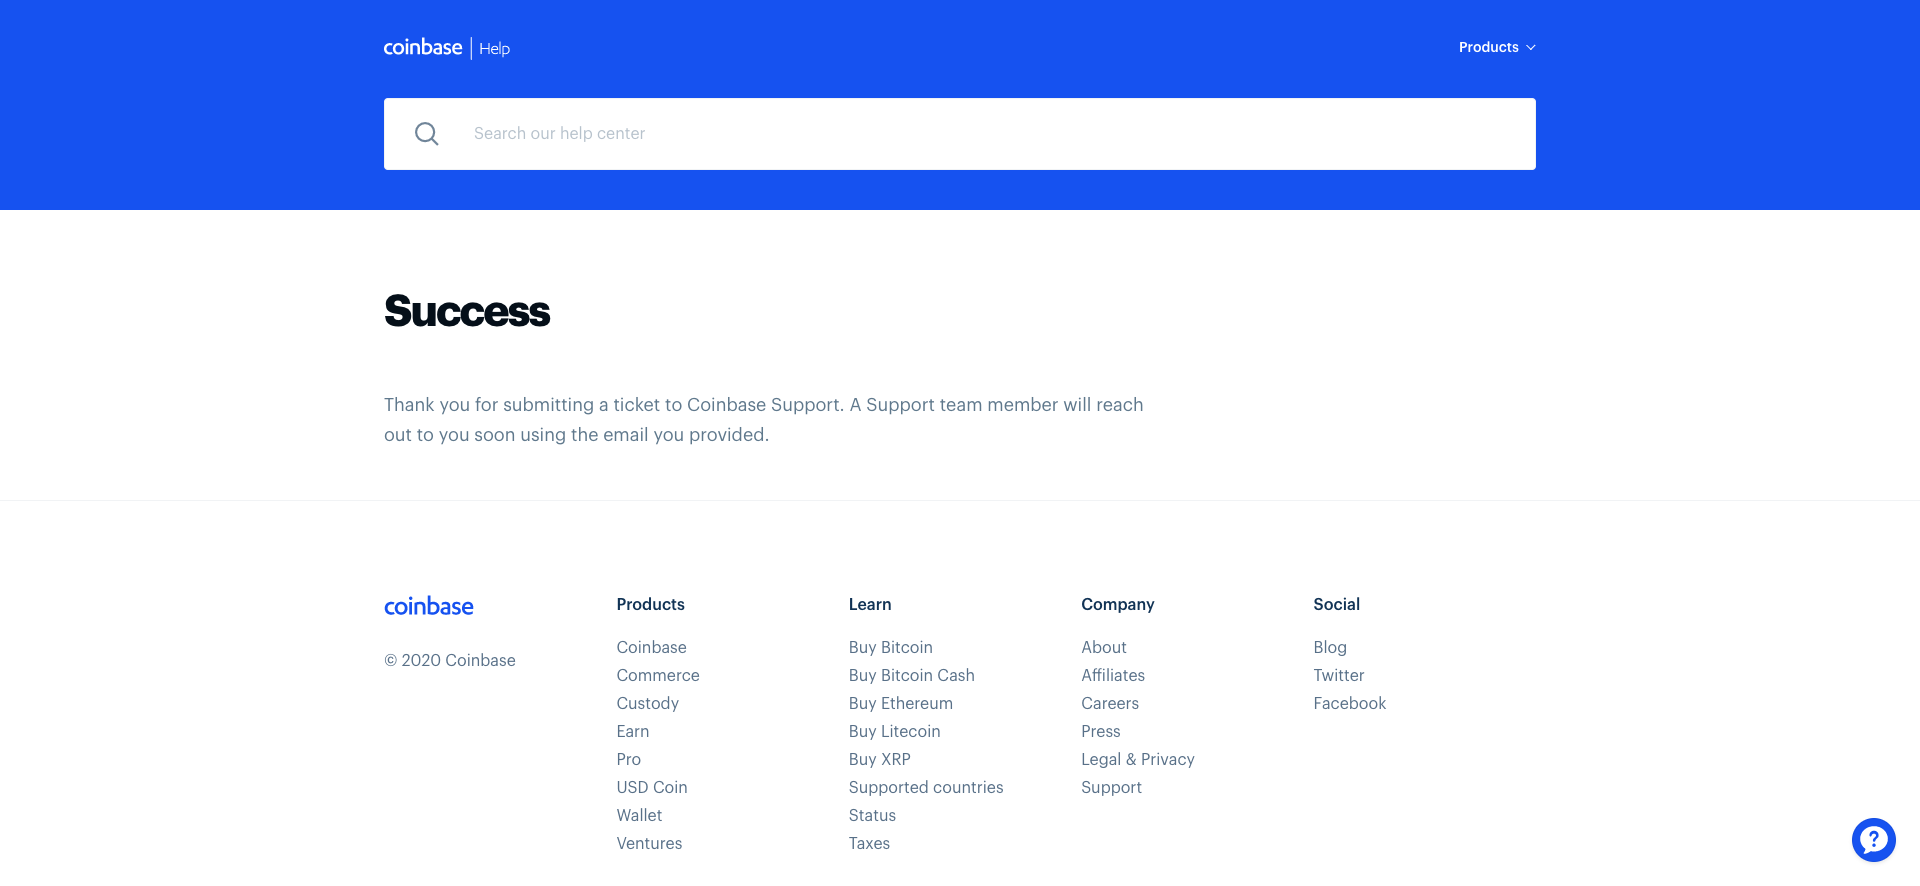 coinbase | Help
Products
Search our help center
Success
Thank you for submitting a ticket to Coinbase Support. A Support team member will reach
out to you soon using the email you provided.
coinbase
© 2020 Coinbase
Products
Coinbase
Commerce
Custody
Earn
Pro
USD Coin
Wallet
Ventures
Learn
Buy Bitcoin
Buy Bitcoin Cash
Buy Ethereum
Buy Litecoin
Buy XRP
Supported countries
Status
Taxes
Company
About
Affiliates
Careers
Press
Legal & Privacy
Support
Social
Blog
Twitter
Facebook
?